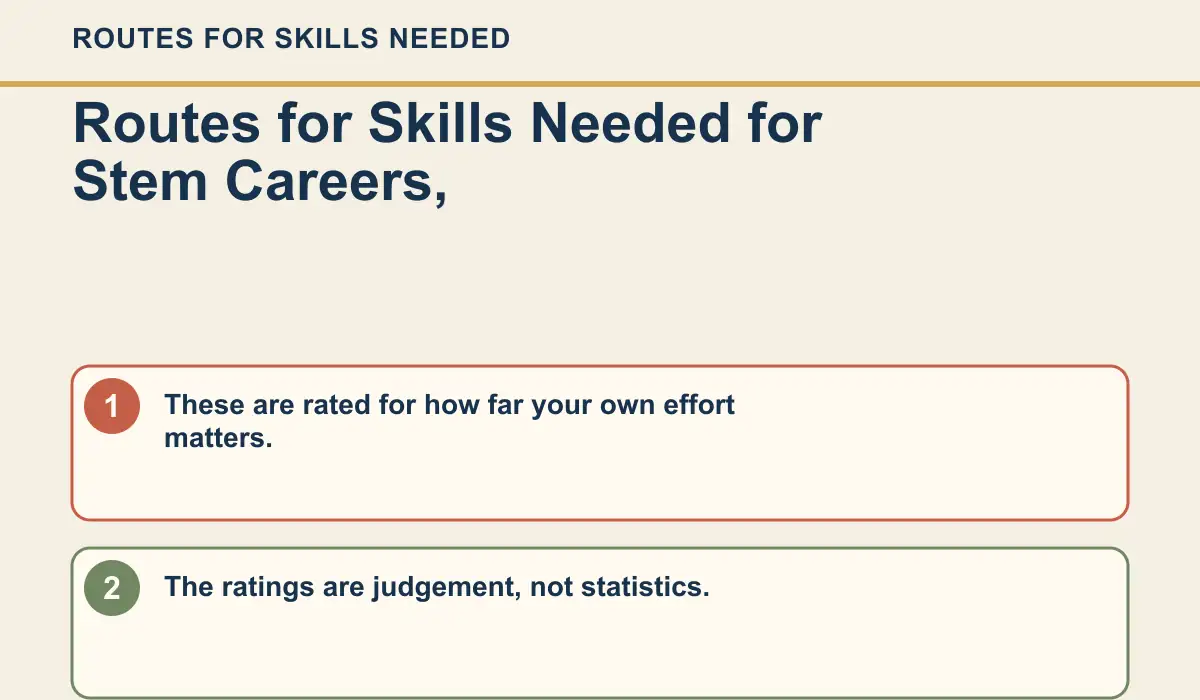 ROUTES FOR SKILLS NEEDED
Routes for Skills Needed for
Stem Careers,
1
These are rated for how far your own effort
matters.
2
The ratings are judgement, not statistics.